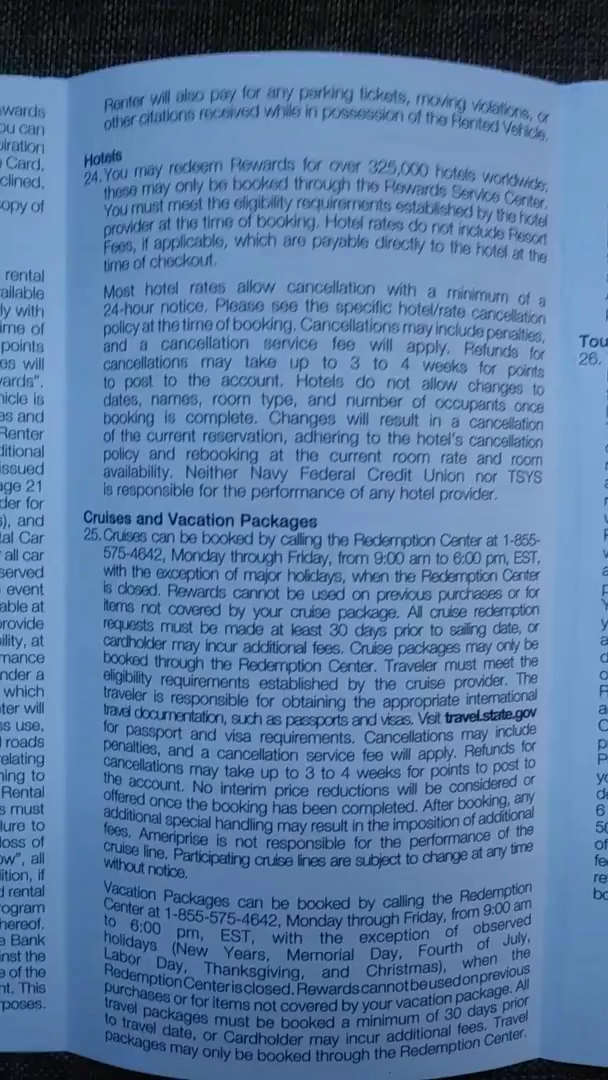 Renter will also pay for any parking tickets, moving violations, or
other citations received while in possession of the Rented Vehicle.
Hotels
24. You may redeem Rewards for over 325,000 hotels worldwide;
these may only be booked through the Rewards Service Center.
You must meet the eligibility requirements established by the hotel
provider at the time of booking. Hotel rates do not include Resort
Fees, if applicable, which are payable directly to the hotel at the
time of checkout.
Most hotel rates allow cancellation with a minimum of a
24-hour notice. Please see the specific hotel/rate cancellation
policy at the time of booking. Cancellations may include penalties,
and a cancellation service fee will apply. Refunds for
cancellations may take up to 3 to 4 weeks for points
to post to the account. Hotels do not allow changes to
dates, names, room type, and number of occupants once
booking is complete. Changes will result in a cancellation
of the current reservation, adhering to the hotel's cancellation
policy and rebooking at the current room rate and room
availability. Neither Navy Federal Credit Union nor TSYS
is responsible for the performance of any hotel provider.
Cruises and Vacation Packages
25. Cruises can be booked by calling the Redemption Center at 1-855-
575-4642, Monday through Friday, from 9:00 am to 6:00 pm, EST,
with the exception of major holidays, when the Redemption Center
is closed. Rewards cannot be used on previous purchases or for
items not covered by your cruise package. All cruise redemption
requests must be made at least 30 days prior to sailing date, or
cardholder may incur additional fees. Cruise packages may only be
booked through the Redemption Center. Traveler must meet the
eligibility requirements established by the cruise provider. The
traveler is responsible for obtaining the appropriate international
travel documentation, such as passports and visas. Visit travel.state.gov
for passport and visa requirements. Cancellations may include
penalties, and a cancellation service fee will apply. Refunds for
cancellations may take up to 3 to 4 weeks for points to post to
the account. No interim price reductions will be considered or
offered once the booking has been completed. After booking, any
additional special handling may result in the imposition of additional
fees. Ameriprise is not responsible for the performance of the
cruise line. Participating cruise lines are subject to change at any time
without notice.
Vacation Packages can be booked by calling the Redemption
Center at 1-855-575-4642, Monday through Friday, from 9:00 am
to 6:00 pm, EST, with the exception of observed
holidays (New Years, Memorial Day, Fourth of July,
Labor Day, Thanksgiving, and Christmas), when the
Redemption Center is closed. Rewards cannot be used on previous
purchases or for items not covered by your vacation package. All
travel packages must be booked a minimum of 30 days prior
to travel date, or Cardholder may incur additional fees. Travel
packages may only be booked through the Redemption Center.